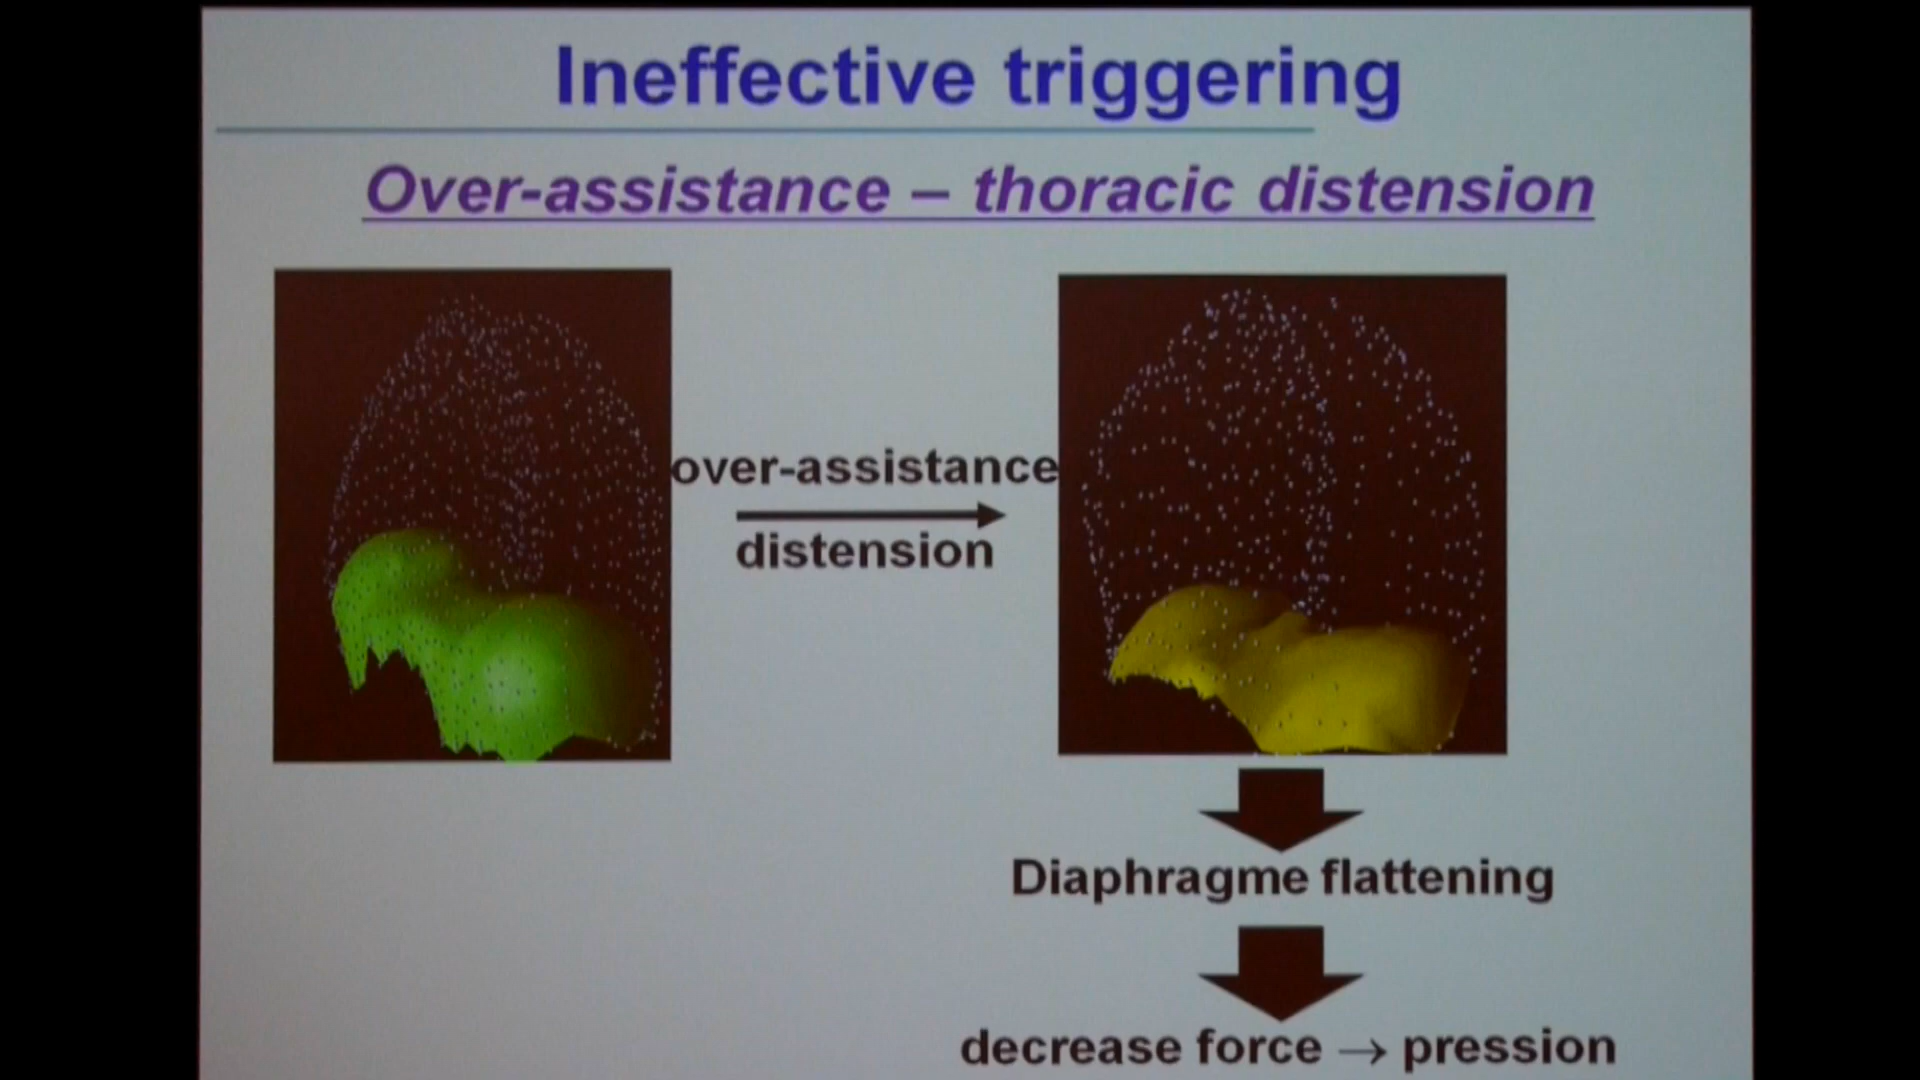 Ineffective triggering
Over-assistance – thoracic distension
over-assistance
distension
Diaphragme flattening
decrease force → pression